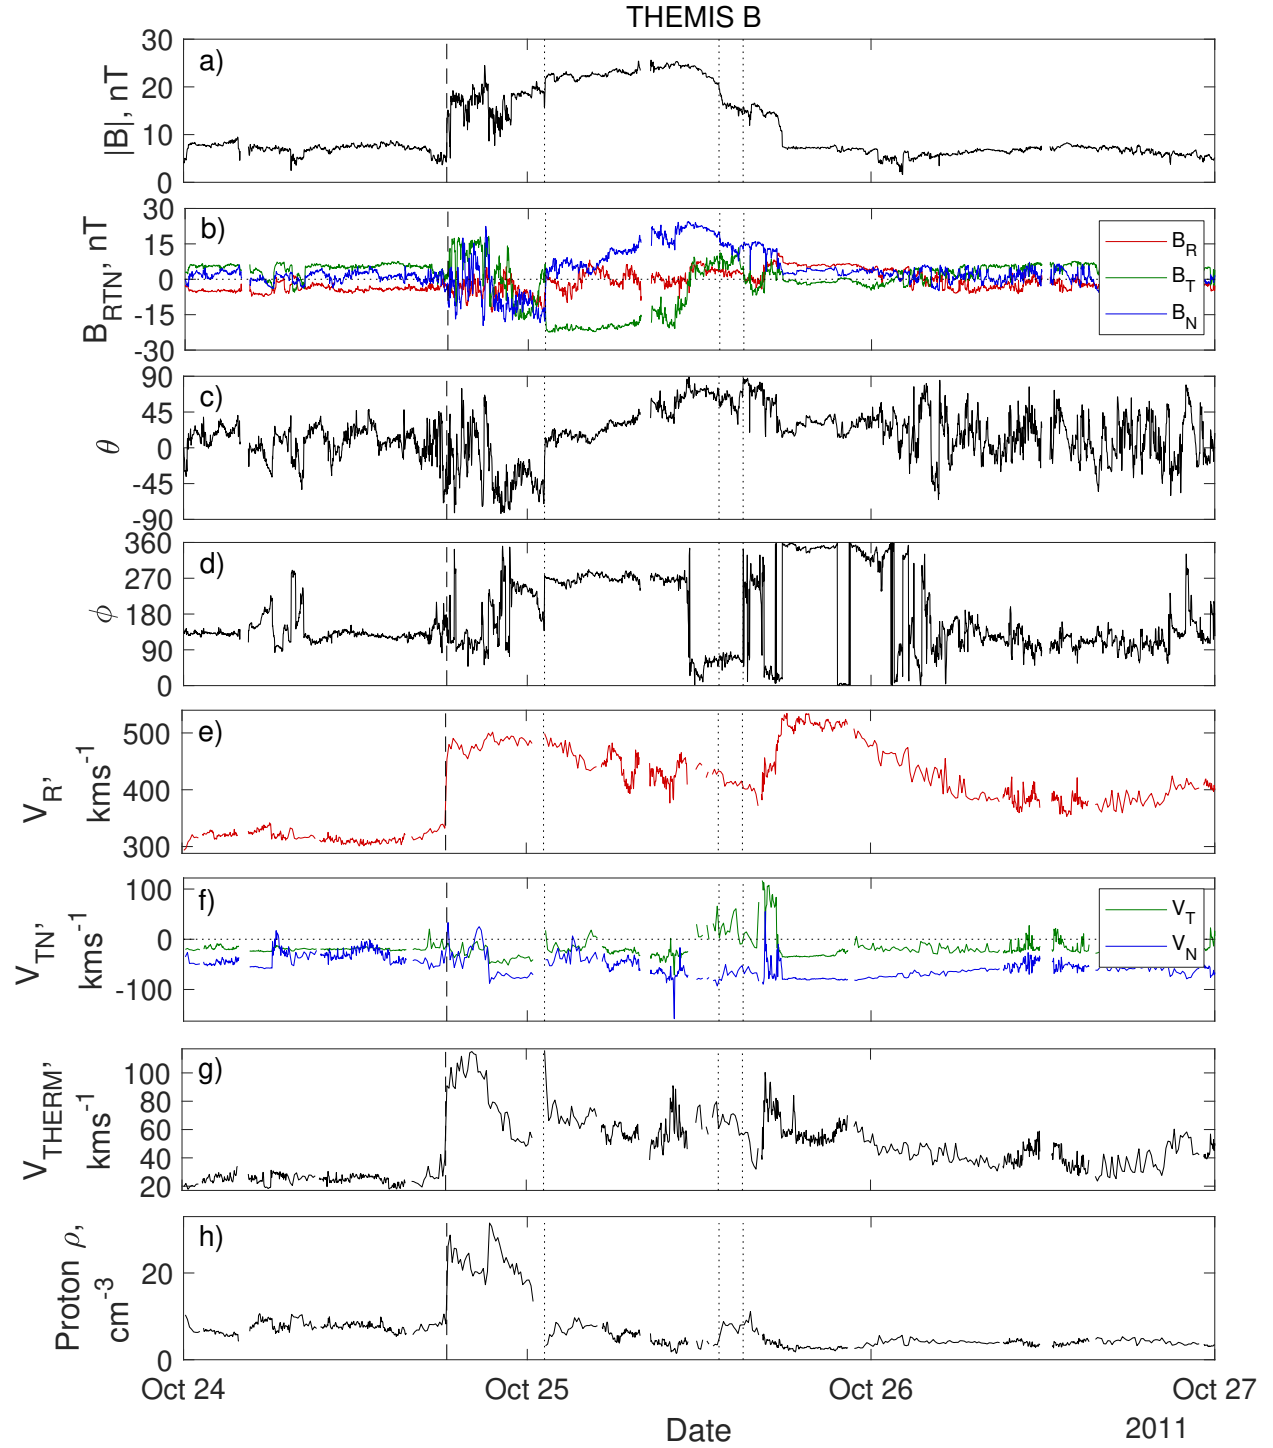 THEMIS B
a)
|B|, nT
30
20
10
0
b)
B_RTN, nT
30
15
0
-15
-30
B_R
B_T
B_N
c)
θ
90
45
0
-45
-90
d)
ϕ
360
270
180
90
0
e)
V_R,
kms^-1
500
400
300
f)
V_TN,
kms^-1
100
0
-100
V_T
V_N
g)
V_THERM,
kms^-1
100
80
60
40
20
h)
Proton ρ,
cm^-3
20
0
Oct 24 Oct 25 Oct 26 Oct 27
Date
2011